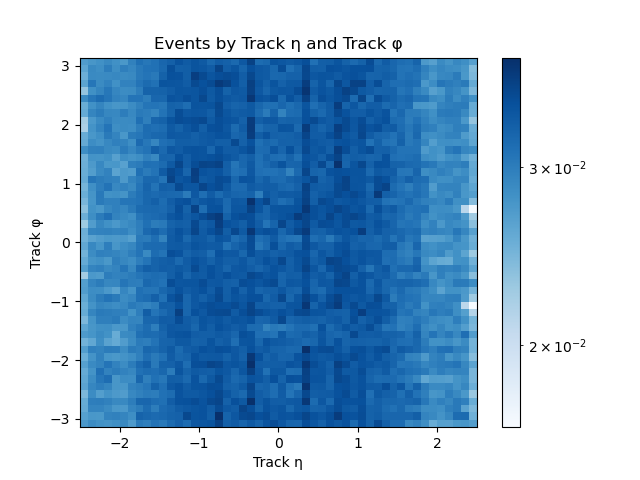 Events by Track η and Track φ
3
2
1
0
−1
−2
−3
Track φ
−2
−1
0
1
2
Track η
3 × 10⁻²
2 × 10⁻²